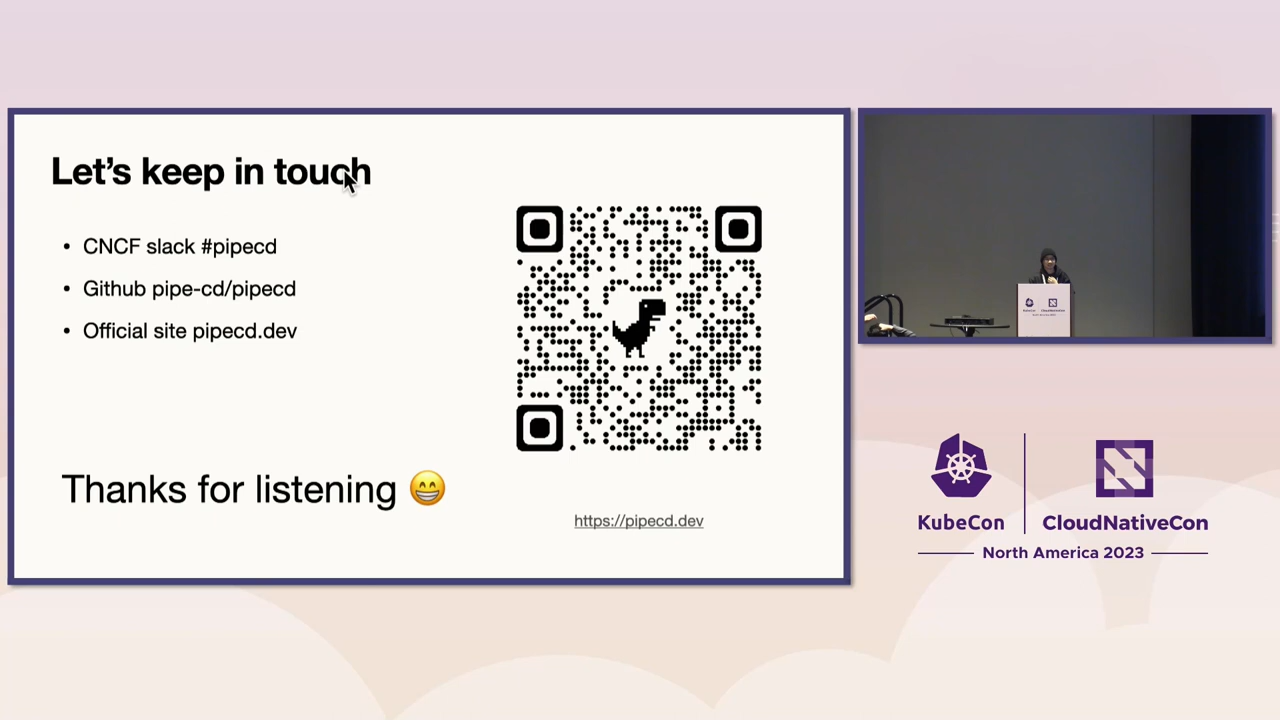 Let's keep in touch
• CNCF slack #pipecd
• Github pipe-cd/pipecd
• Official site pipecd.dev
Thanks for listening 😁
https://pipecd.dev
KubeCon
CloudNativeCon
North America 2023